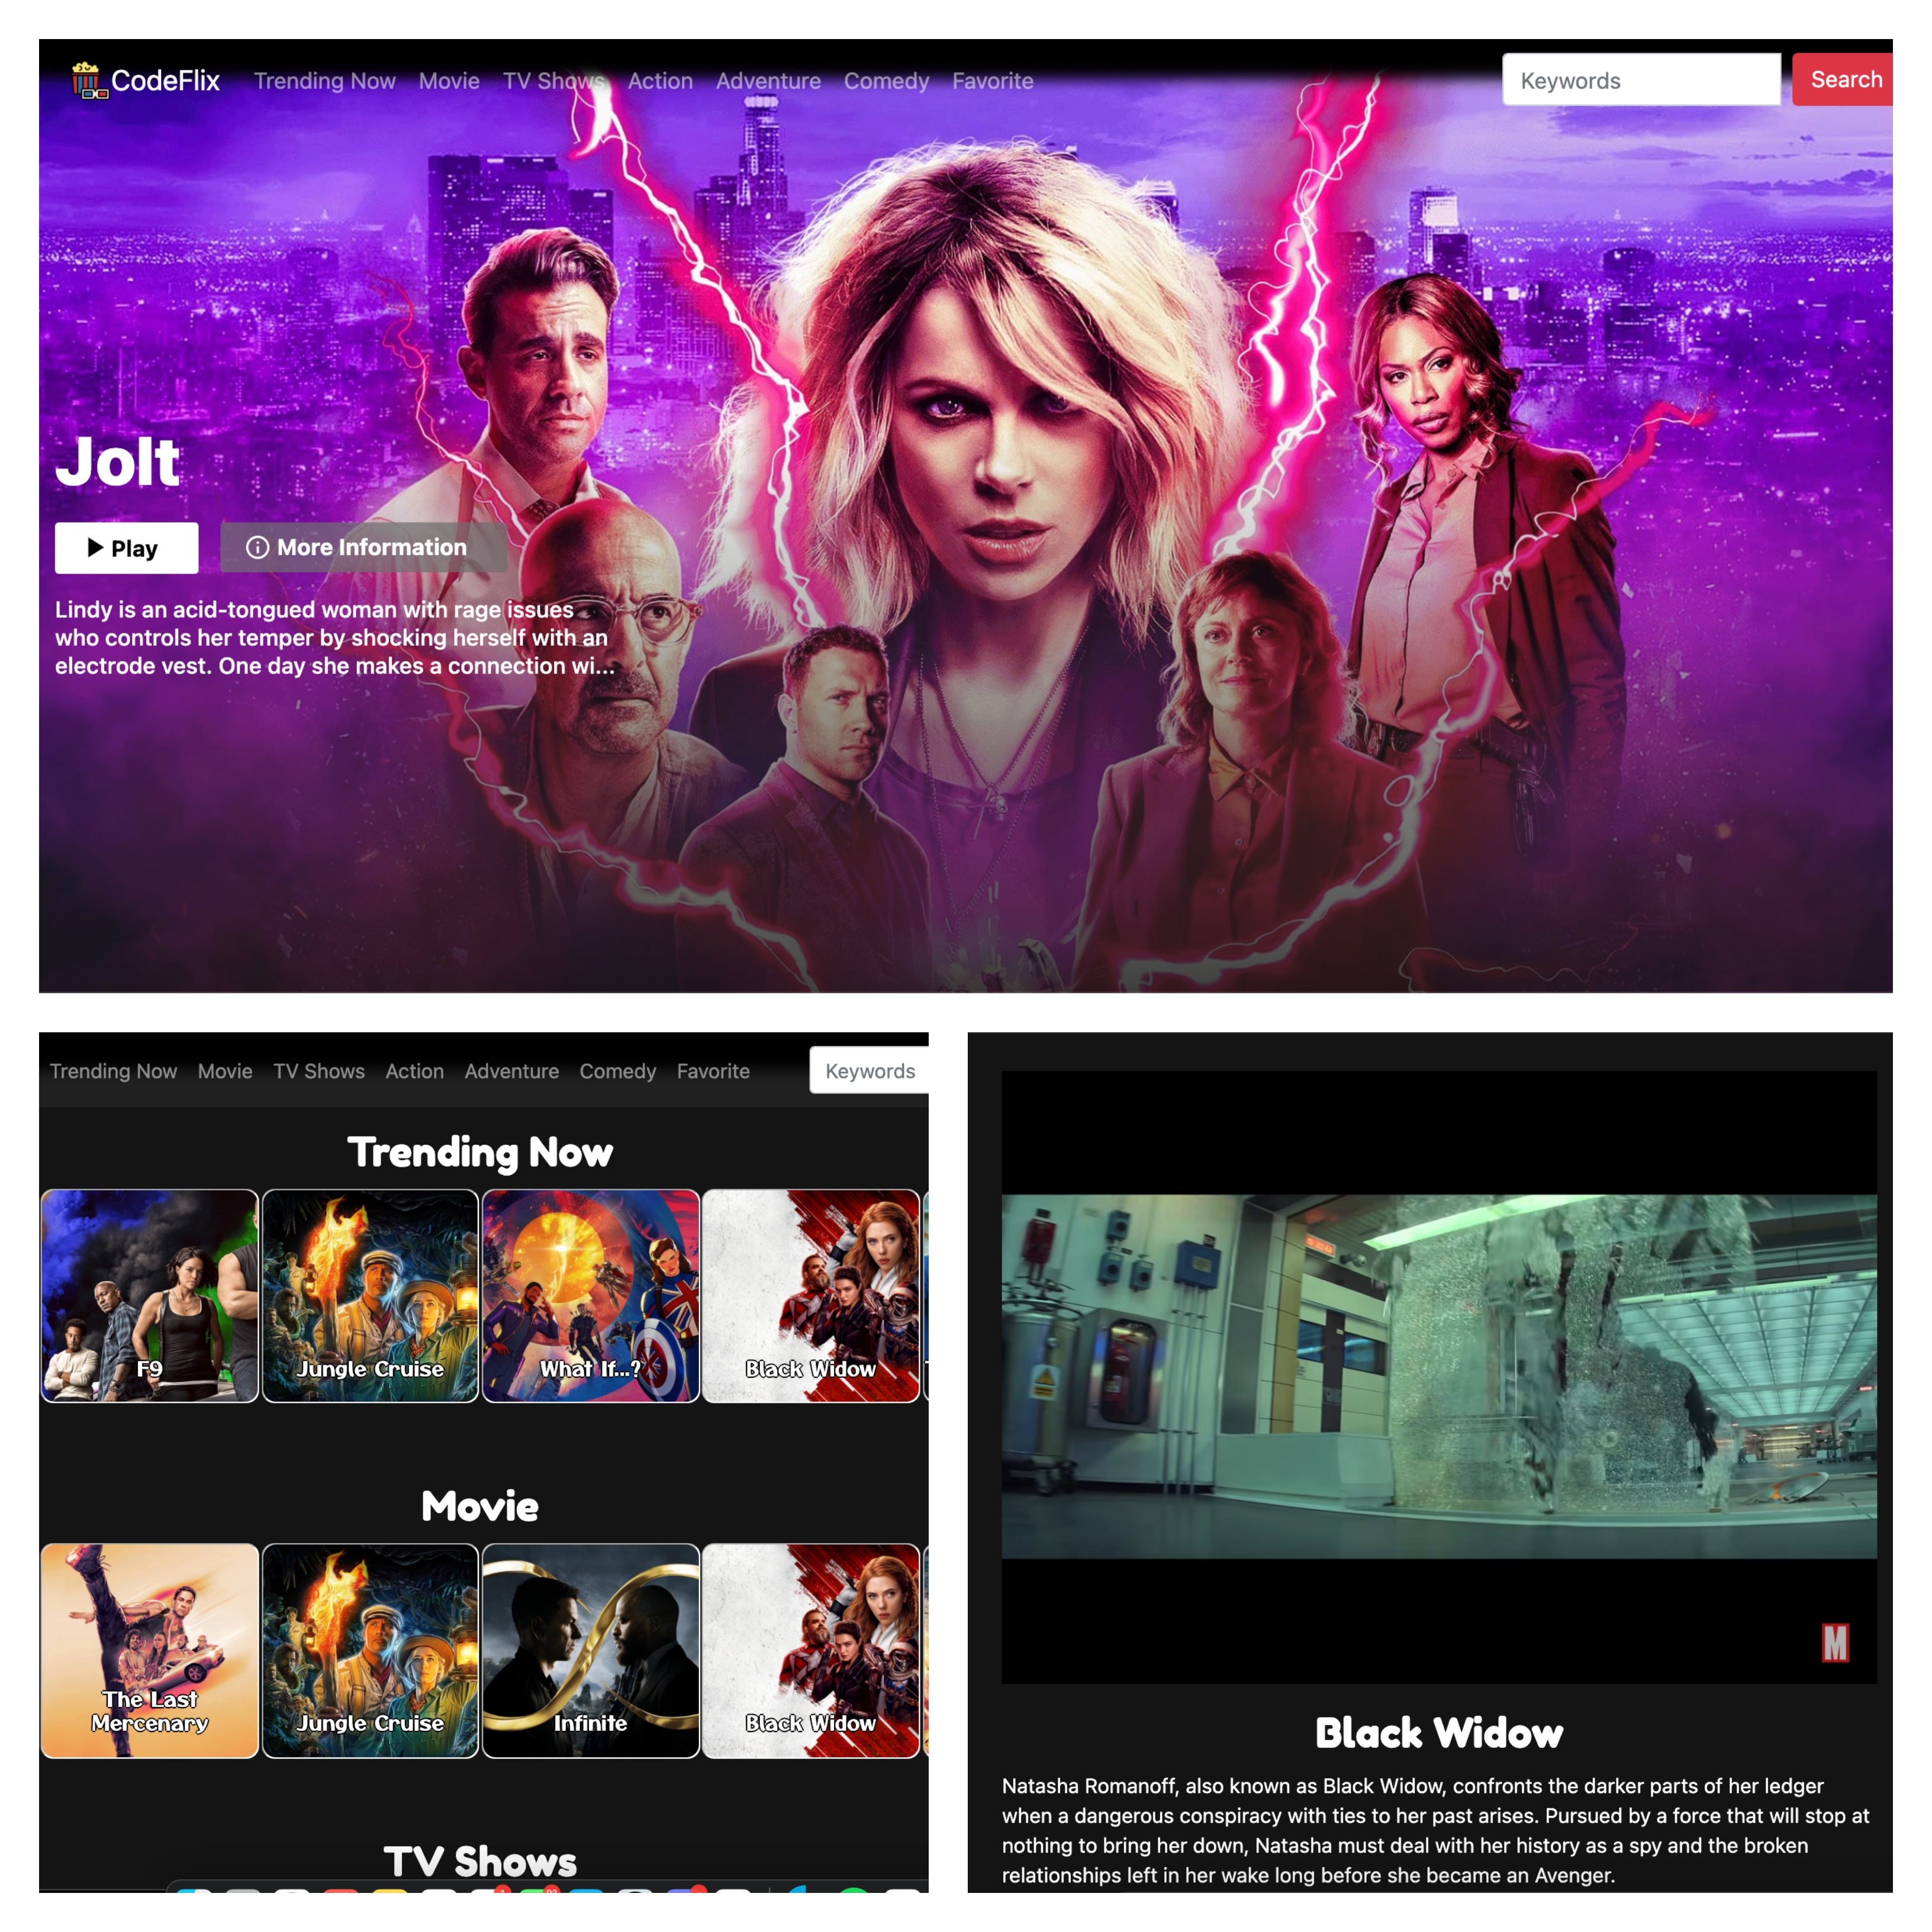 CodeFlix Trending Now Movie TV Shows Action Adventure Comedy Favorite Keywords Search
Jolt
Play More Information
Lindy is an acid-tongued woman with rage issues
who controls her temper by shocking herself with an
electrode vest. One day she makes a connection wi...
Trending Now Movie TV Shows Action Adventure Comedy Favorite Keywords
Trending Now
F9 Jungle Cruise What If...? Black Widow
Movie
The Last
Mercenary Jungle Cruise Infinite Black Widow
TV Shows
M
Black Widow
Natasha Romanoff, also known as Black Widow, confronts the darker parts of her ledger
when a dangerous conspiracy with ties to her past arises. Pursued by a force that will stop at
nothing to bring her down, Natasha must deal with her history as a spy and the broken
relationships left in her wake long before she became an Avenger.